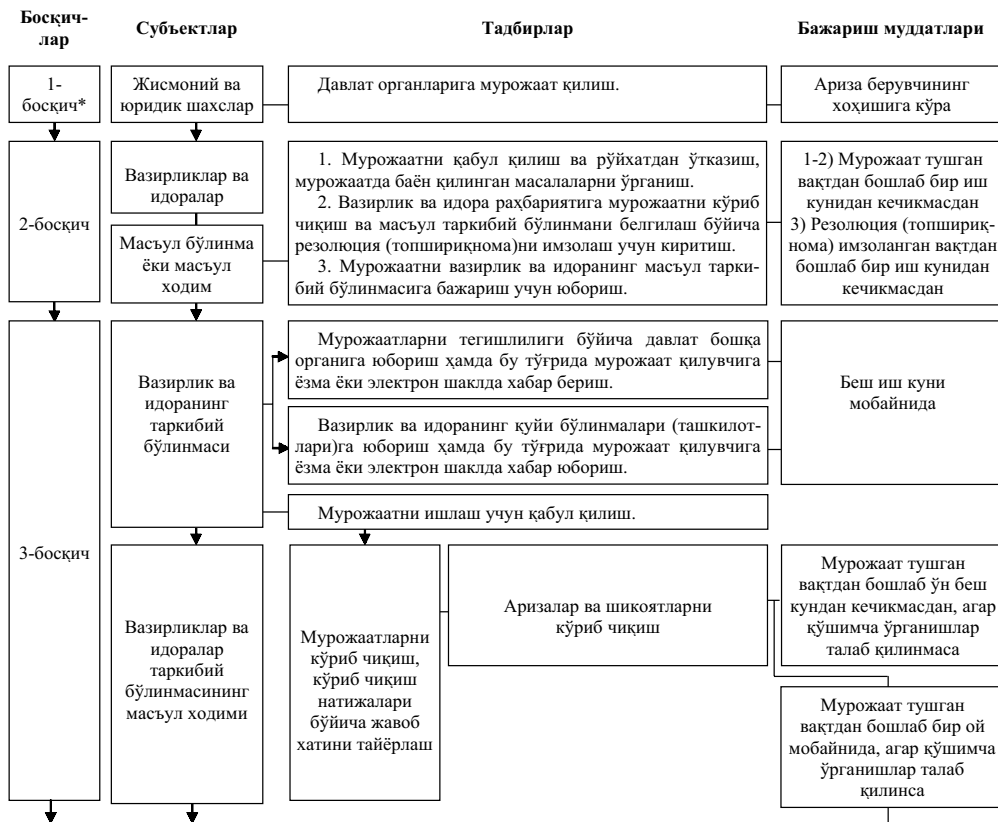 Босқич-
лар
Субъектлар
Тадбирлар
Бажариш муддатлари
1-
босқич*
Жисмоний ва
юридик шахслар
Давлат органларига мурожаат қилиш.
Ариза берувчининг
хоҳишига кўра
2-босқич
Вазирликлар ва
идоралар
Масъул бўлинма
ёки масъул
ходим
1. Мурожаатни қабул қилиш ва рўйхатдан ўтказиш,
мурожаатда баён қилинган масалаларни ўрганиш.
2. Вазирлик ва идора раҳбариятига мурожаатни кўриб
чиқиш ва масъул таркибий бўлинмани белгилаш бўйича
резолюция (топшириқнома)ни имзолаш учун киритиш.
3. Мурожаатни вазирлик ва идоранинг масъул тарки-
бий бўлинмасига бажариш учун юбориш.
1-2) Мурожаат тушган
вақтдан бошлаб бир иш
кунидан кечикмасдан
3) Резолюция (топшириқ-
нома) имзоланган вақтдан
бошлаб бир иш кунидан
кечикмасдан
3-босқич
Вазирлик ва
идоранинг
таркибий
бўлинмаси
Мурожаатларни тегишлилиги бўйича давлат бошқа
органига юбориш ҳамда бу тўғрида мурожаат қилувчига
ёзма ёки электрон шаклда хабар бериш.
Вазирлик ва идоранинг қуйи бўлинмалари (ташкилот-
лари)га юбориш ҳамда бу тўғрида мурожаат қилувчига
ёзма ёки электрон шаклда хабар юбориш.
Беш иш куни
мобайнида
Мурожаатни ишлаш учун қабул қилиш.
Вазирликлар ва
идоралар
таркибий
бўлинмасининг
масъул ходими
Мурожаатларни
кўриб чиқиш,
кўриб чиқиш
натижалари
бўйича жавоб
хатини тайёрлаш
Аризалар ва шикоятларни
кўриб чиқиш
Мурожаат тушган
вақтдан бошлаб ўн беш
кундан кечикмасдан, агар
қўшимча ўрганишлар
талаб қилинмаса
Мурожаат тушган
вақтдан бошлаб бир ой
мобайнида, агар қўшимча
ўрганишлар талаб
қилинса